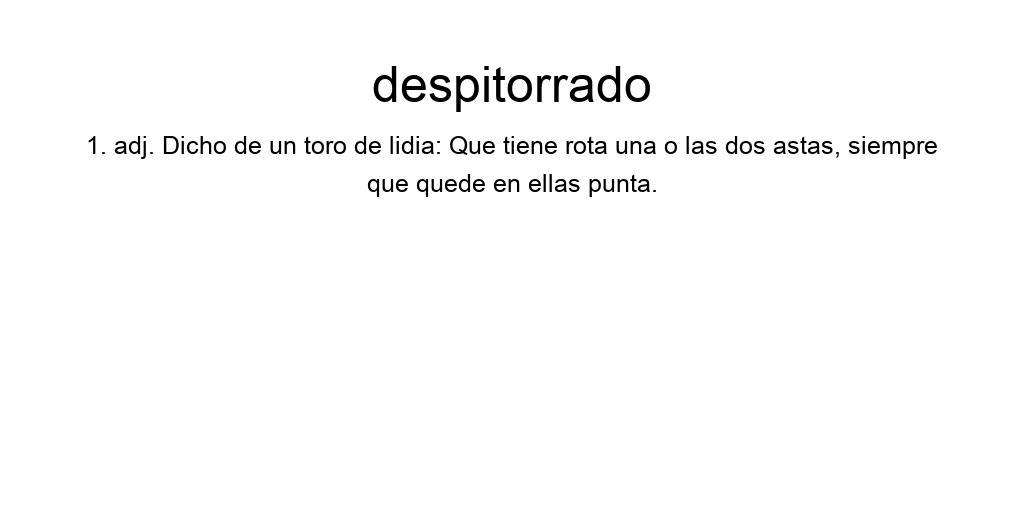 despitorrado
1. adj. Dicho de un toro de lidia: Que tiene rota una o las dos astas, siempre
que quede en ellas punta.